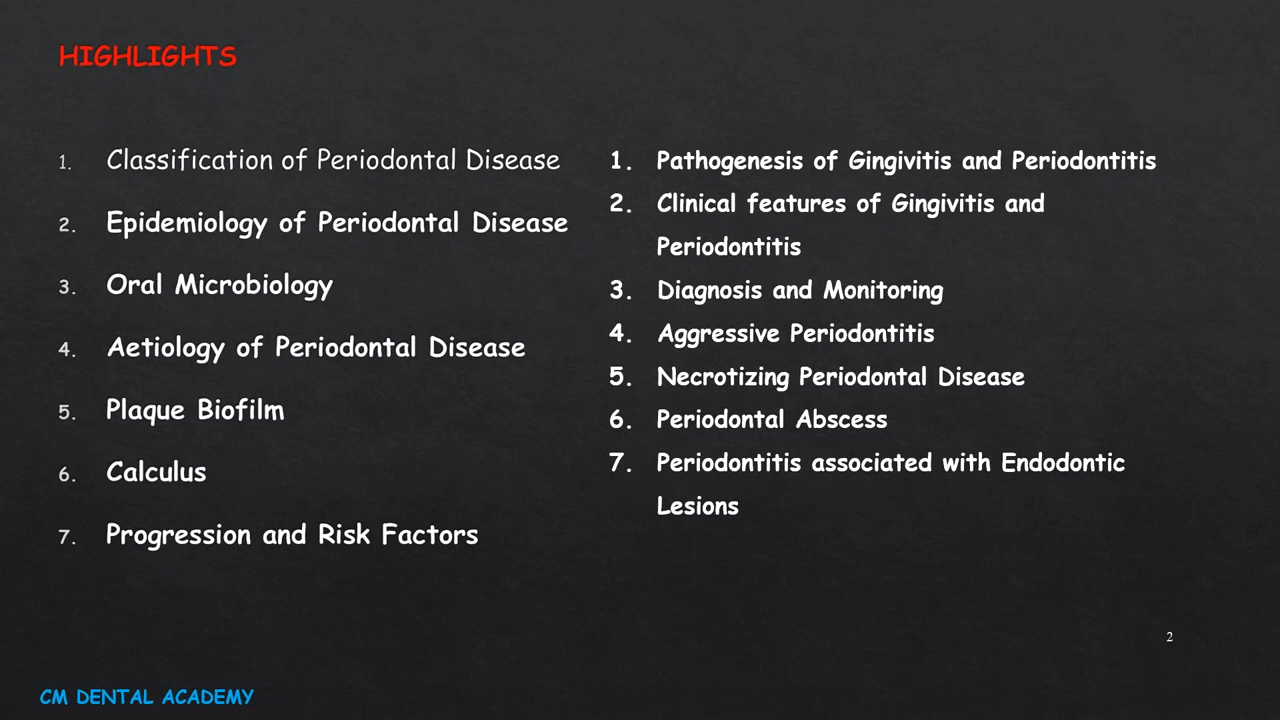 HIGHLIGHTS
1. Classification of Periodontal Disease
2. Epidemiology of Periodontal Disease
3. Oral Microbiology
4. Aetiology of Periodontal Disease
5. Plaque Biofilm
6. Calculus
7. Progression and Risk Factors
1. Pathogenesis of Gingivitis and Periodontitis
2. Clinical features of Gingivitis and
Periodontitis
3. Diagnosis and Monitoring
4. Aggressive Periodontitis
5. Necrotizing Periodontal Disease
6. Periodontal Abscess
7. Periodontitis associated with Endodontic
Lesions
2
CM DENTAL ACADEMY